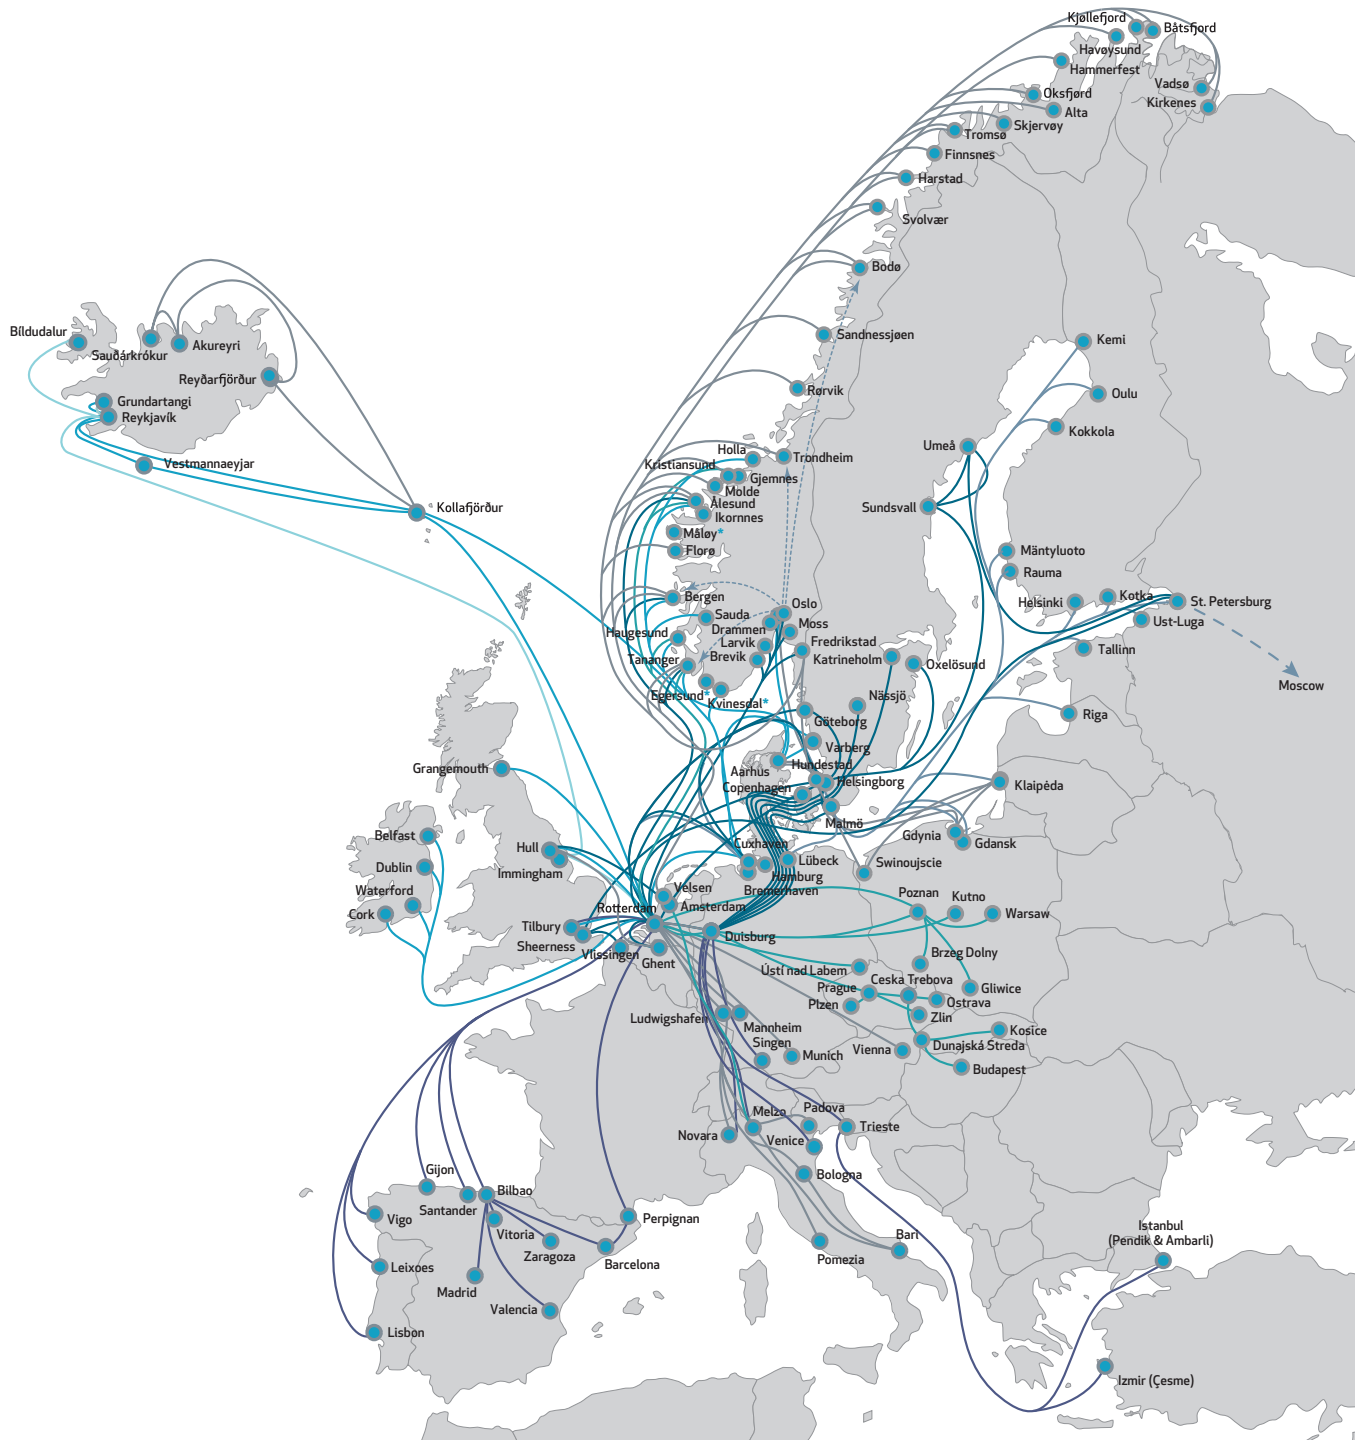 Kjøllefjord
Båtsfjord
Havøysund
Hammerfest
Vadsø
Kirkenes
Oksfjord
Alta
Skjervøy
Tromsø
Finnsnes
Harstad
Svolvær
Bodø
Sandnessjøen
Rørvik
Bíldudalur
Sauðárkrókur
Akureyri
Reyðarfjörður
Grundartangi
Reykjavík
Vestmannaeyjar
Kollafjörður
Kemi
Oulu
Kokkola
Umeå
Sundsvall
Holla
Trondheim
Kristiansund
Gjemnes
Molde
Ålesund
Ikornnes
Måløy*
Florø
Mäntyluoto
Rauma
Bergen
Sauda
Oslo
Drammen
Moss
Haugesund
Larvik
Fredrikstad
Brevik
Tananger
Katrineholm
Oxelösund
Helsinki
Kotka
St. Petersburg
Ust-Luga
Tallinn
Moscow
Egersund*
Kvinesdal*
Nässjö
Göteborg
Riga
Varberg
Grangemouth
Aarhus
Hundestad
Copenhagen
Helsingborg
Klaipėda
Malmö
Belfast
Gdynia
Gdansk
Hull
Cuxhaven
Lübeck
Swinoujscie
Dublin
Immingham
Hamburg
Waterford
Velsen
Bremerhaven
Poznan
Kutno
Cork
Rotterdam
Amsterdam
Warsaw
Tilbury
Duisburg
Sheerness
Vlissingen
Ghent
Brzeg Dolny
Ústí nad Labem
Ceska Trebova
Prague
Gliwice
Plzen
Ostrava
Zlin
Ludwigshafen
Mannheim
Kosice
Singen
Munich
Vienna
Dunajská Streda
Budapest
Melzo
Padova
Trieste
Novara
Venice
Bologna
Gijon
Bilbao
Santander
Vigo
Perpignan
Vitoria
Zaragoza
Barcelona
Leixoes
Madrid
Valencia
Lisbon
Pomezia
Bari
Istanbul
(Pendik & Ambarli)
Izmir (Çesme)